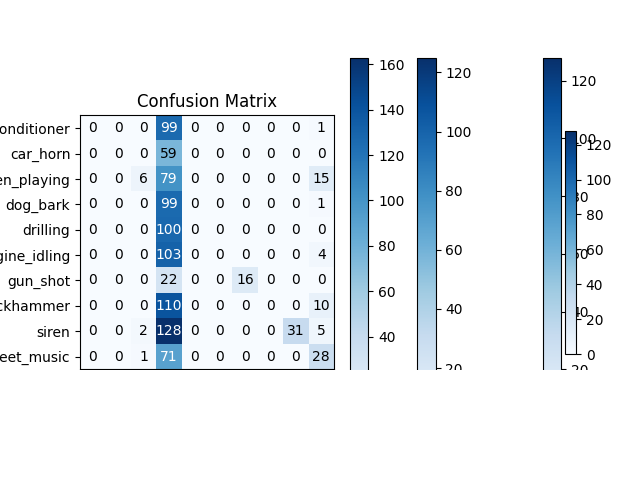 Confusion Matrix
onditioner 0 0 0 99 0 0 0 0 0 1
car_horn 0 0 0 59 0 0 0 0 0 0
en_playing 0 0 6 79 0 0 0 0 0 15
dog_bark 0 0 0 99 0 0 0 0 0 1
drilling 0 0 0 100 0 0 0 0 0 0
gine_idling 0 0 0 103 0 0 0 0 0 4
gun_shot 0 0 0 22 0 0 16 0 0 0
ckhammer 0 0 0 110 0 0 0 0 0 10
siren 0 0 2 128 0 0 0 0 31 5
eet_music 0 0 1 71 0 0 0 0 0 28
160
140
120
100
80
60
40
120
100
80
60
40
20
120
100
80
60
40
20
120
100
80
60
40
20
0